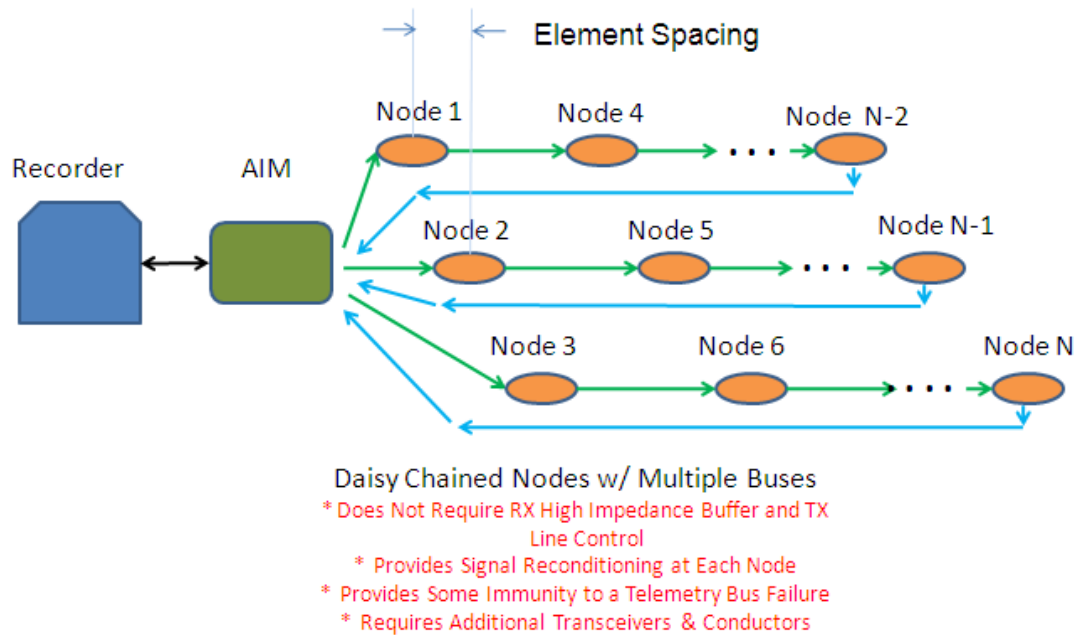 Element Spacing
Node 1
Node 4
Node N-2
Recorder
AIM
Node 2
Node 5
Node N-1
Node 3
Node 6
Node N
Daisy Chained Nodes w/ Multiple Buses
* Does Not Require RX High Impedance Buffer and TX
Line Control
* Provides Signal Reconditioning at Each Node
* Provides Some Immunity to a Telemetry Bus Failure
* Requires Additional Transceivers & Conductors